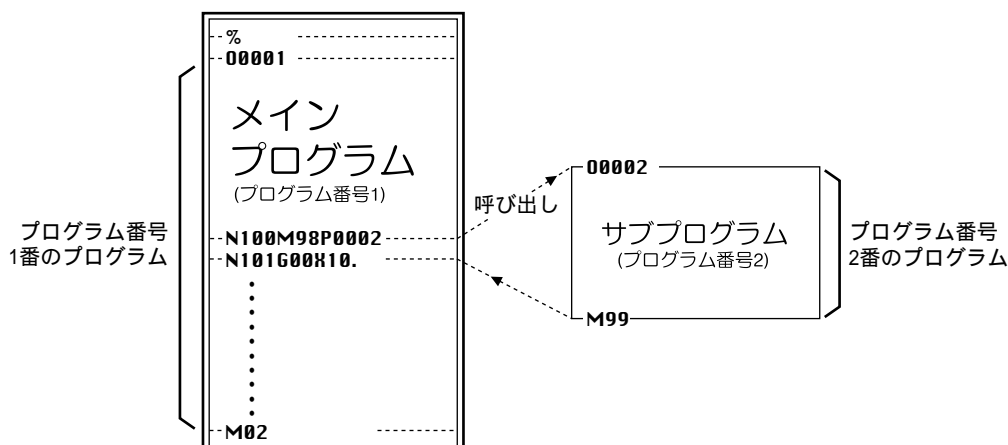 %
O0001
メイン
プログラム
(プログラム番号1)
プログラム番号
1番のプログラム
N100M98P0002
N101G00X10.
M02
呼び出し
O0002
サブプログラム
(プログラム番号2)
M99
プログラム番号
2番のプログラム